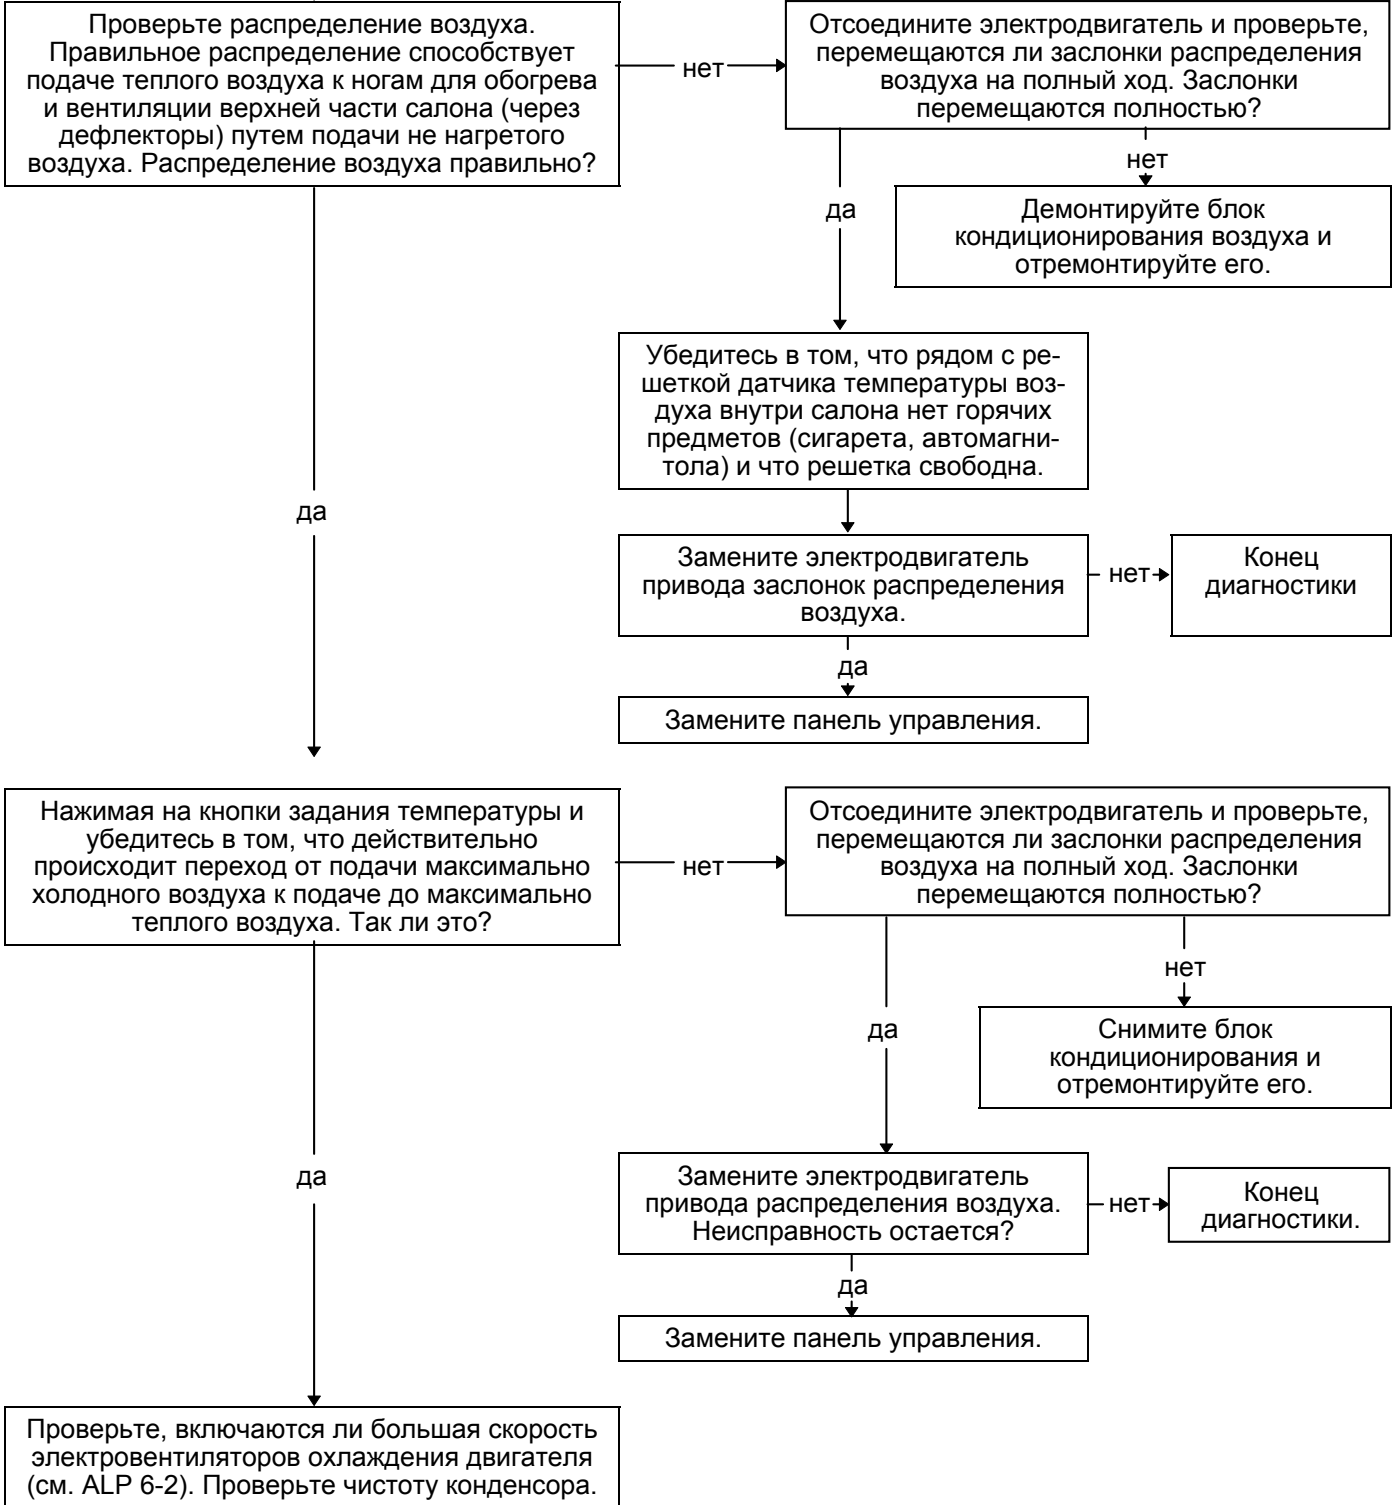 Проверьте распределение воздуха.
Правильное распределение способствует
подаче теплого воздуха к ногам для обогрева
и вентиляции верхней части салона (через
дефлекторы) путем подачи не нагретого
воздуха. Распределение воздуха правильно?
нет
Отсоедините электродвигатель и проверьте,
перемещаются ли заслонки распределения
воздуха на полный ход. Заслонки
перемещаются полностью?
нет
да
Демонтируйте блок
кондиционирования воздуха и
отремонтируйте его.
Убедитесь в том, что рядом с ре-
шеткой датчика температуры воз-
духа внутри салона нет горячих
предметов (сигарета, автомагни-
тола) и что решетка свободна.
да
Замените электродвигатель
привода заслонок распределения
воздуха.
нет
Конец
диагностики
да
Замените панель управления.
Нажимая на кнопки задания температуры и
убедитесь в том, что действительно
происходит переход от подачи максимально
холодного воздуха к подаче до максимально
теплого воздуха. Так ли это?
нет
Отсоедините электродвигатель и проверьте,
перемещаются ли заслонки распределения
воздуха на полный ход. Заслонки
перемещаются полностью?
нет
да
Снимите блок
кондиционирования и
отремонтируйте его.
да
Замените электродвигатель
привода распределения воздуха.
Неисправность остается?
нет
Конец
диагностики.
да
Замените панель управления.
Проверьте, включаются ли большая скорость
электровентиляторов охлаждения двигателя
(см. ALP 6-2). Проверьте чистоту конденсора.